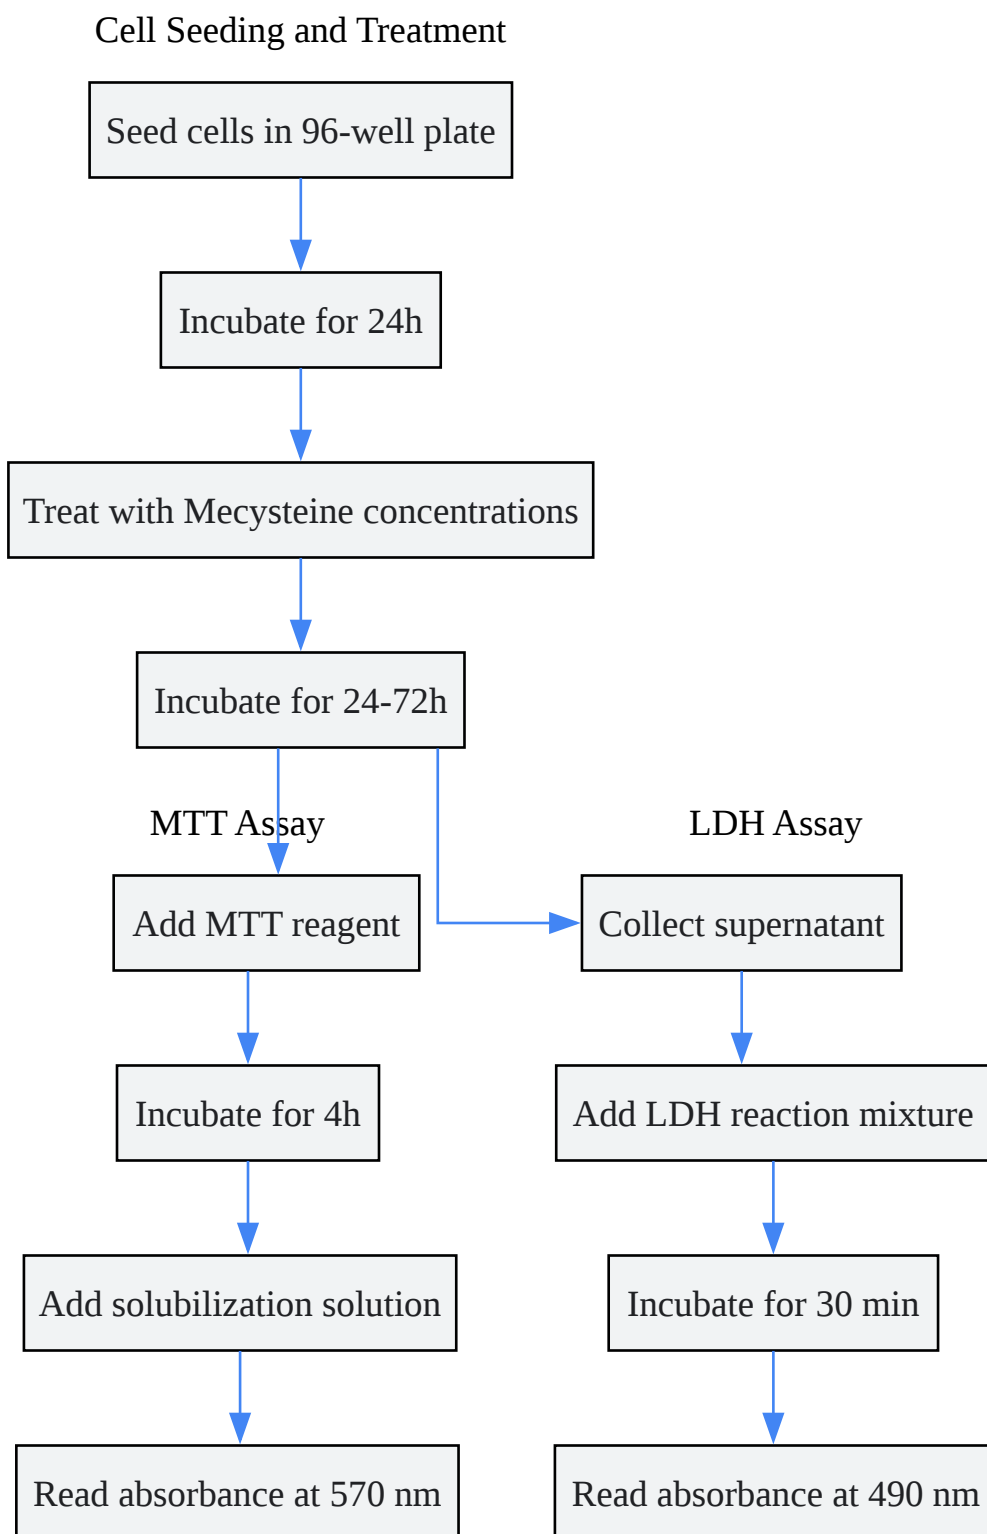 Cell Seeding and Treatment
Seed cells in 96-well plate
Incubate for 24h
Treat with Mecysteine concentrations
Incubate for 24-72h
MTT Assay
Add MTT reagent
Incubate for 4h
Add solubilization solution
Read absorbance at 570 nm
LDH Assay
Collect supernatant
Add LDH reaction mixture
Incubate for 30 min
Read absorbance at 490 nm